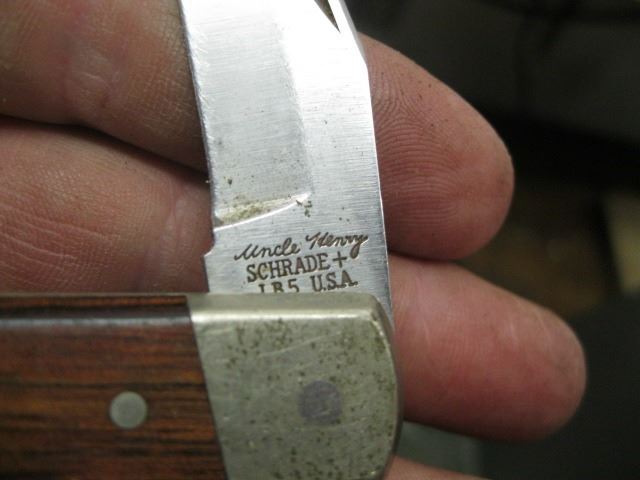 Uncle Henry
SCHRADE+
LB5 U.S.A.